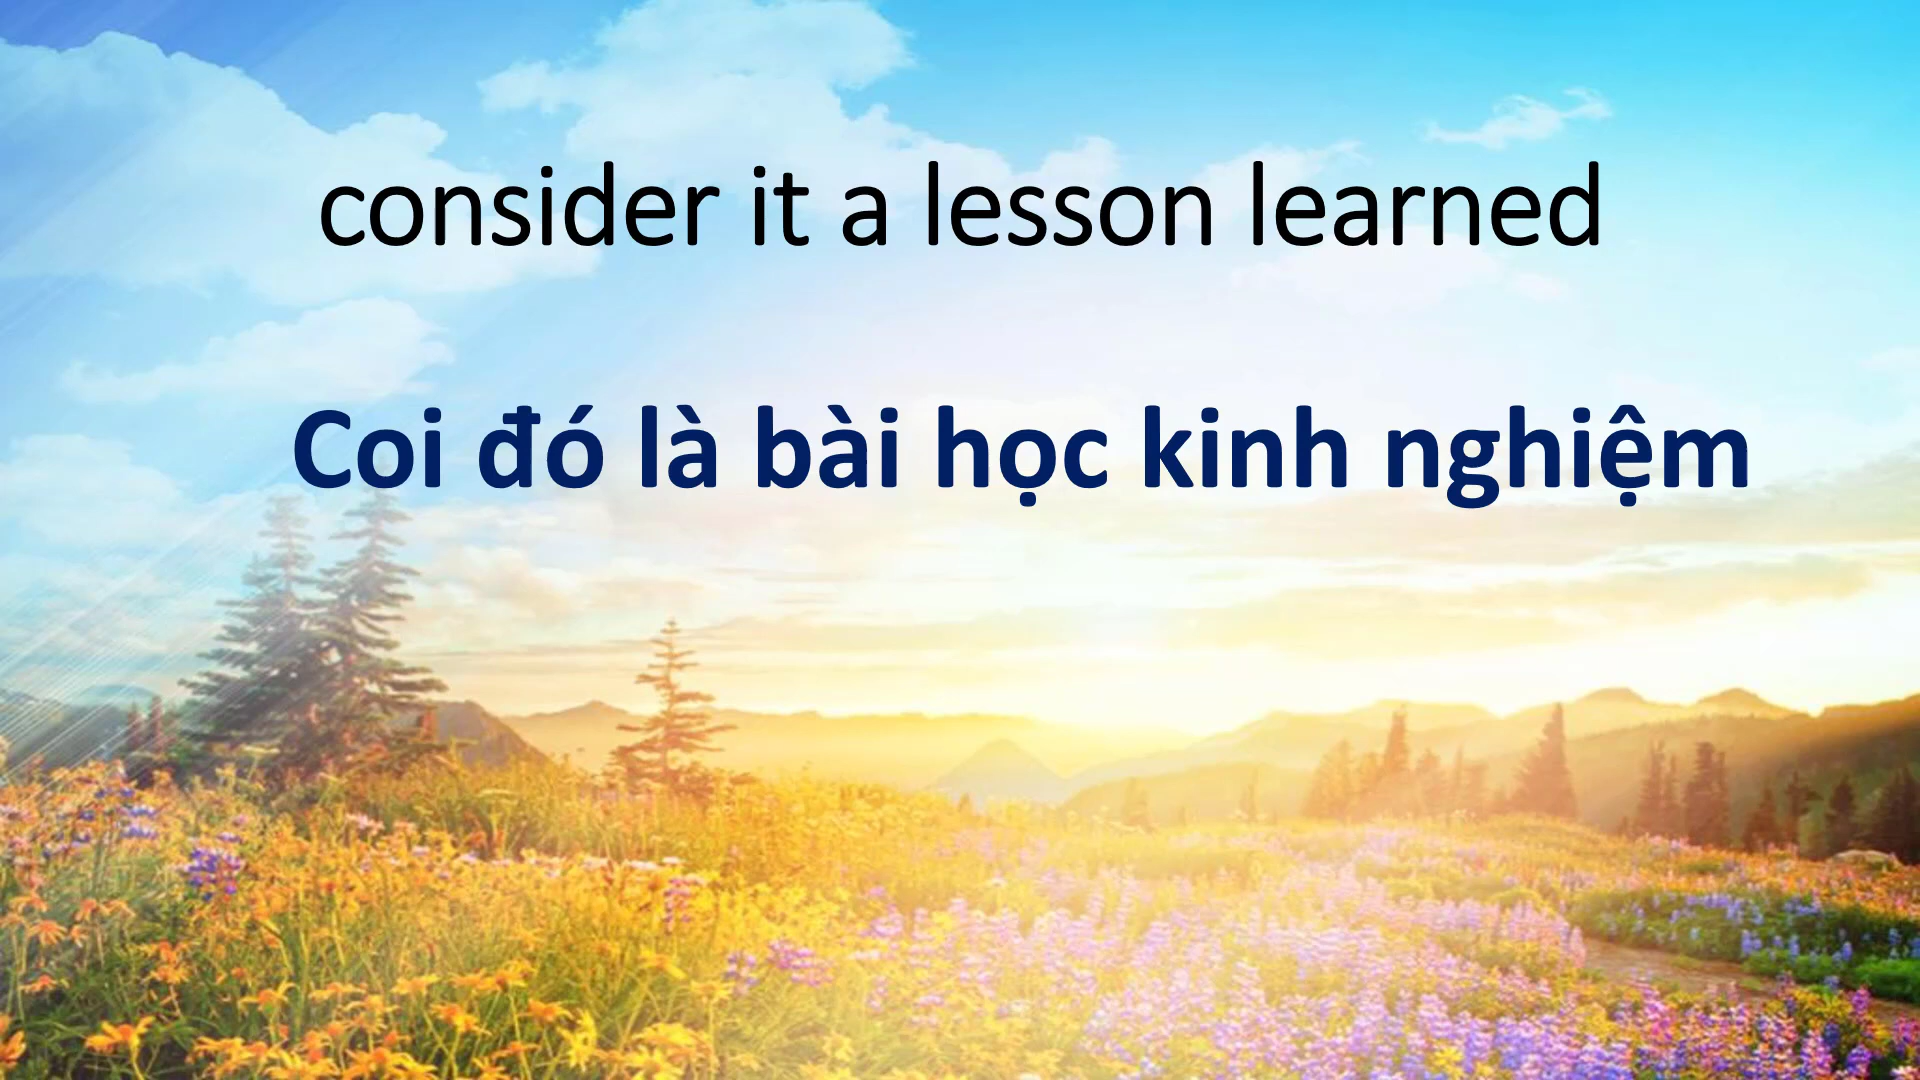 consider it a lesson learned
Coi đó là bài học kinh nghiệm